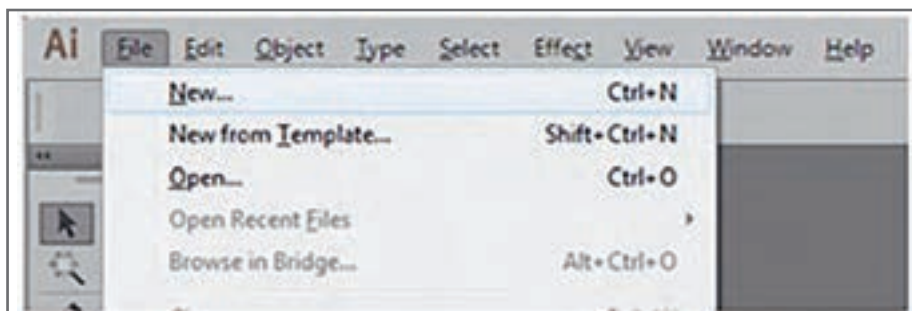 Ai File Edit Object Type Select Effect View Window Help
New... Ctrl+N
New from Template... Shift+Ctrl+N
Open... Ctrl+O
Open Recent Files
Browse in Bridge... Alt+Ctrl+O